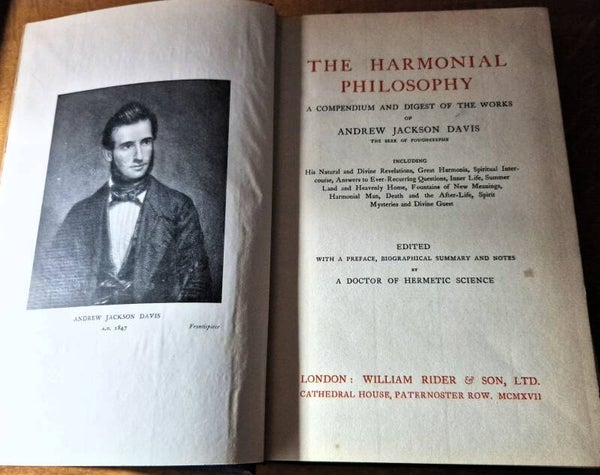 ANDREW JACKSON DAVIS
A.D. 1847
Frontispiece
THE HARMONIAL
PHILOSOPHY
A COMPENDIUM AND DIGEST OF THE WORKS
OF
ANDREW JACKSON DAVIS
THE SEER OF POUGHKEEPSIE
INCLUDING
His Natural and Divine Revelations, Great Harmonia, Spiritual Inter-
course, Answers to Ever-Recurring Questions, Inner Life, Summer
Land and Heavenly Home, Fountains of New Meanings,
Harmonial Man, Death and the After-Life, Spirit
Mysteries and Divine Guest
EDITED
WITH A PREFACE, BIOGRAPHICAL SUMMARY AND NOTES
BY
A DOCTOR OF HERMETIC SCIENCE
LONDON: WILLIAM RIDER & SON, LTD.
CATHEDRAL HOUSE, PATERNOSTER ROW. MCMXVII